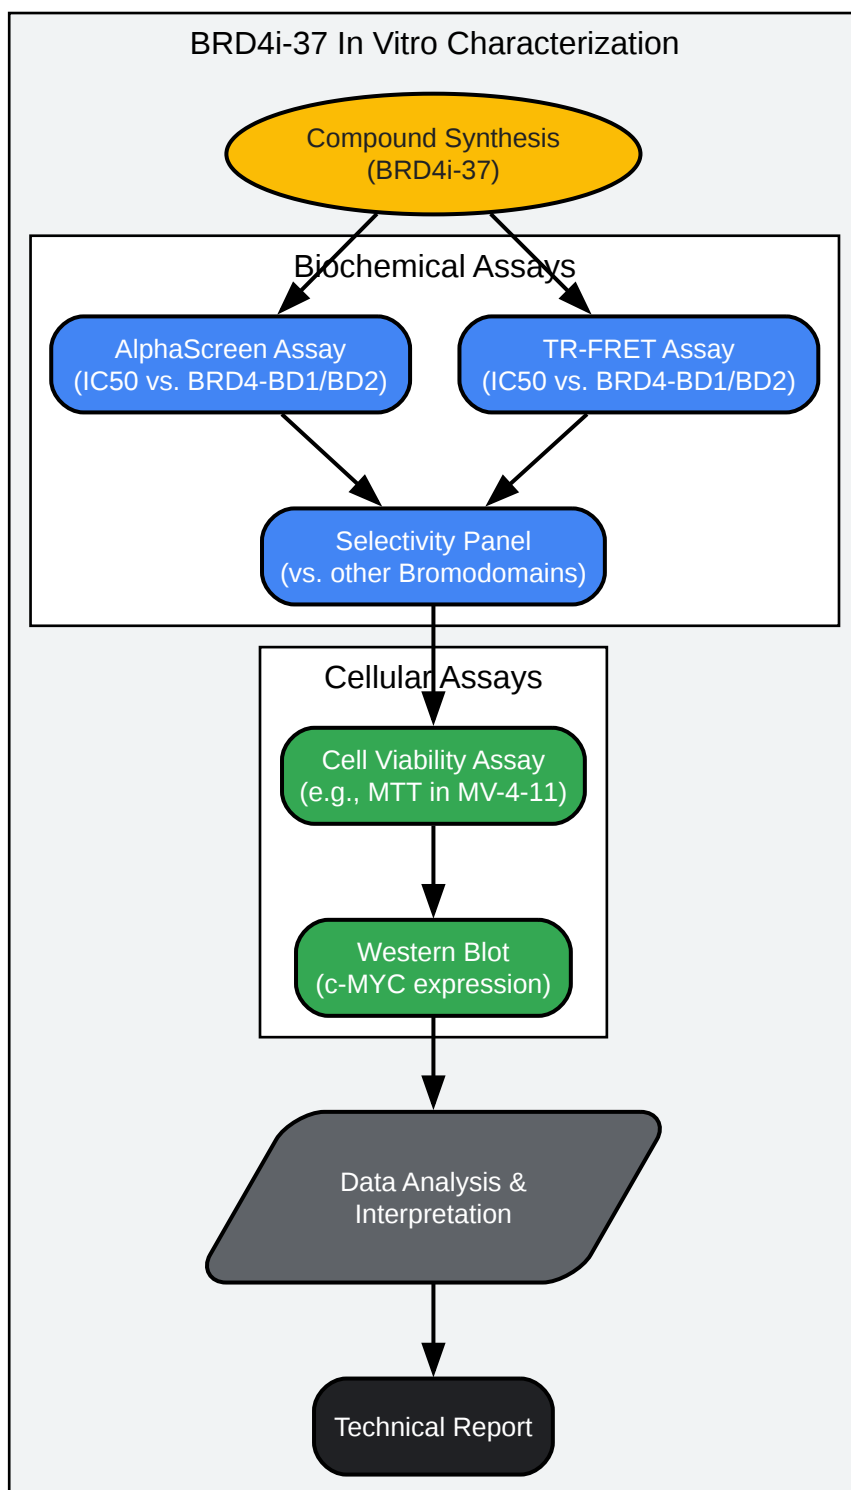 BRD4i-37 In Vitro Characterization
Compound Synthesis
(BRD4i-37)
Biochemical Assays
AlphaScreen Assay
(IC50 vs. BRD4-BD1/BD2)
TR-FRET Assay
(IC50 vs. BRD4-BD1/BD2)
Selectivity Panel
(vs. other Bromodomains)
Cellular Assays
Cell Viability Assay
(e.g., MTT in MV-4-11)
Western Blot
(c-MYC expression)
Data Analysis &
Interpretation
Technical Report